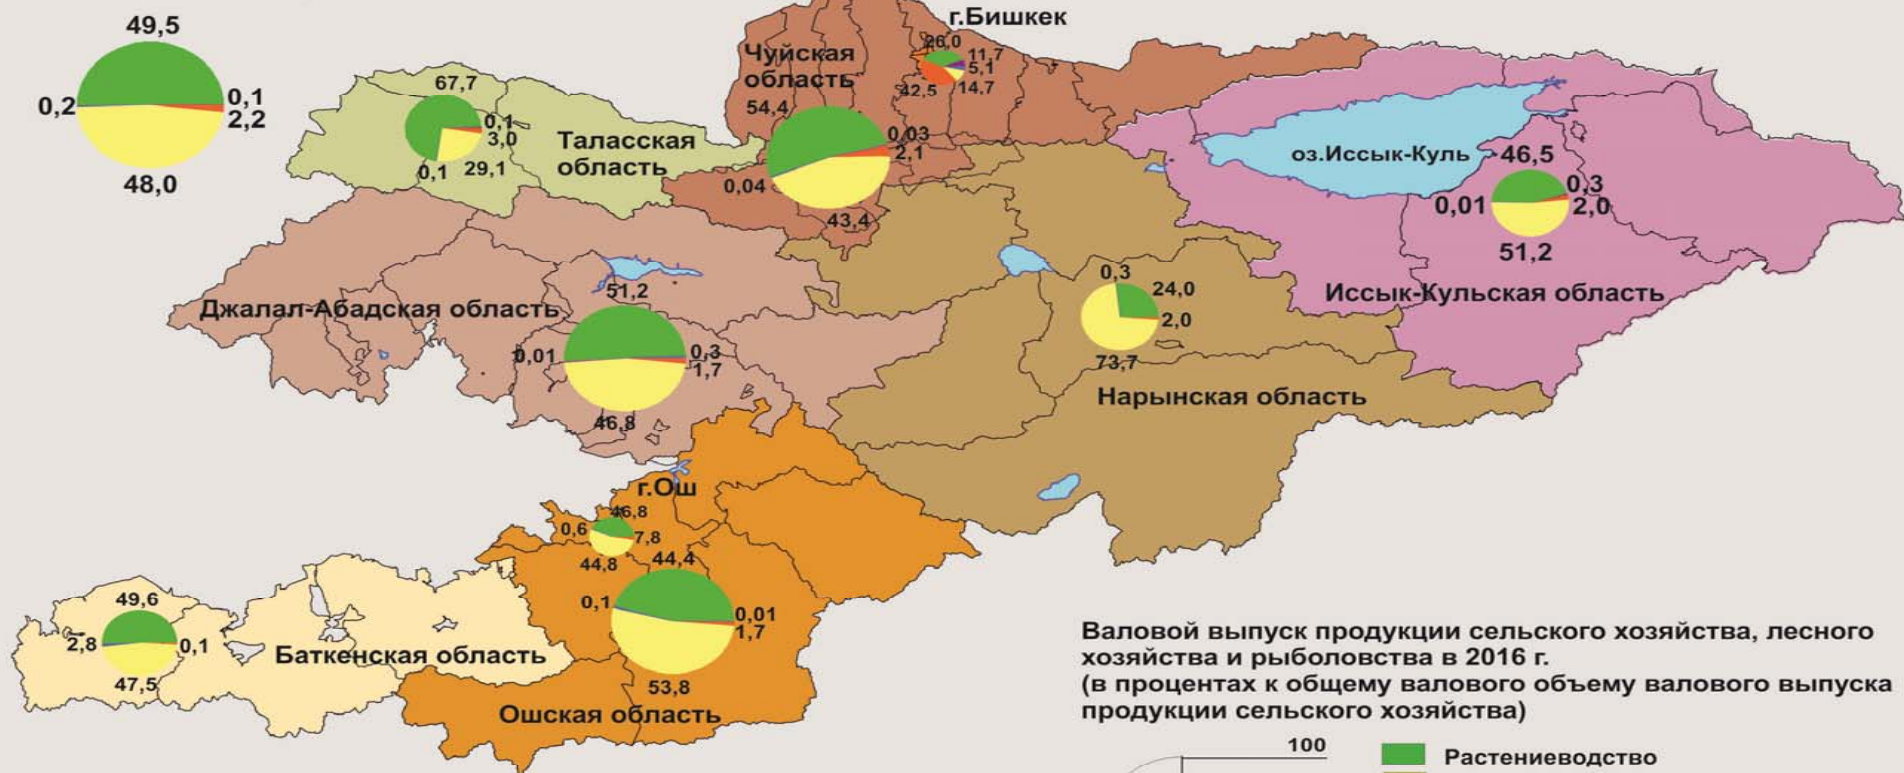 49,5
0,2
0,1
2,2
48,0
67,7
0,1
3,0
0,1
29,1
Таласская
область
Чуйская
область
54,4
0,03
2,1
0,04
43,4
г.Бишкек
26,0
11,7
5,1
14,7
42,5
оз.Иссык-Куль
46,5
0,3
0,01
2,0
51,2
Иссык-Кульская область
Джалал-Абадская область
51,2
0,01
0,3
1,7
46,8
0,3
24,0
2,0
73,7
Нарынская область
г.Ош
46,8
0,6
7,8
44,8
44,4
0,1
0,01
1,7
53,8
Ошская область
49,6
2,8
0,1
47,5
Баткенская область
Валовой выпуск продукции сельского хозяйства, лесного
хозяйства и рыболовства в 2016 г.
(в процентах к общему валового объему валового выпуска
продукции сельского хозяйства)
100
Растениеводство